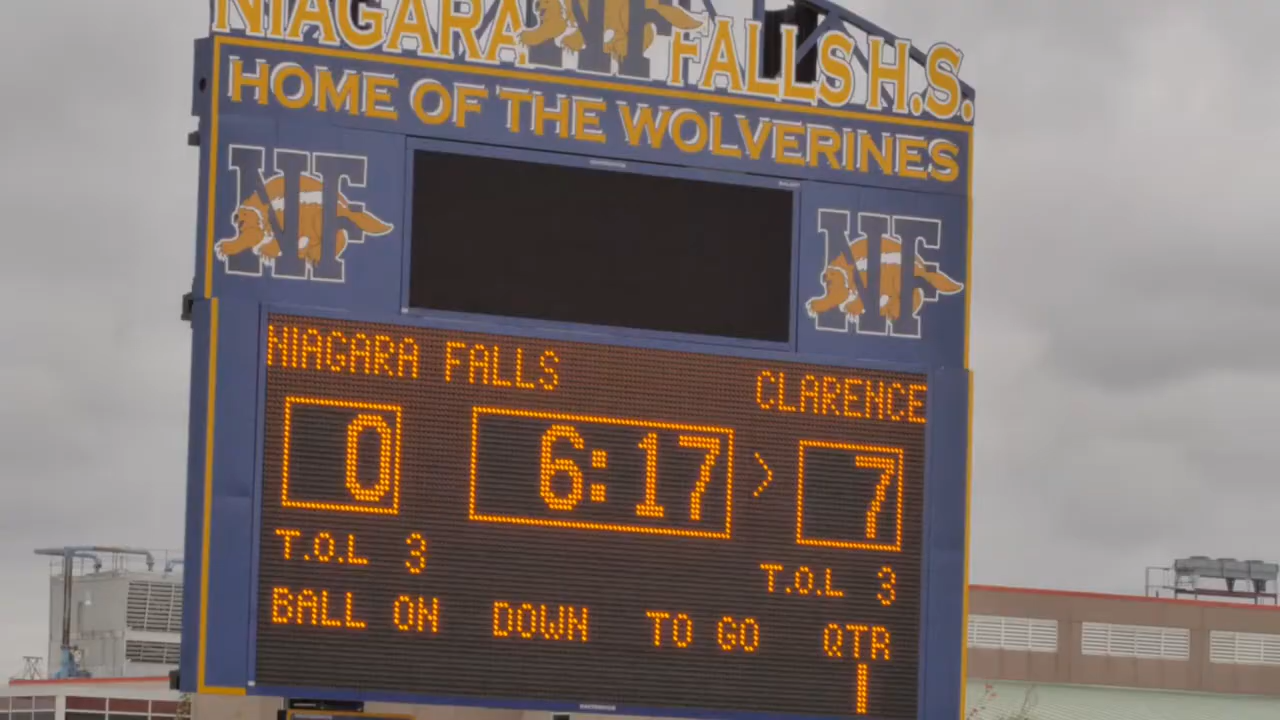 NIAGARA NF FALLS H.S.
HOME OF THE WOLVERINES
NF NF
NIAGARA FALLS CLARENCE
0 6:17 > 7
T.O.L 3 T.O.L 3
BALL ON DOWN TO GO QTR
1